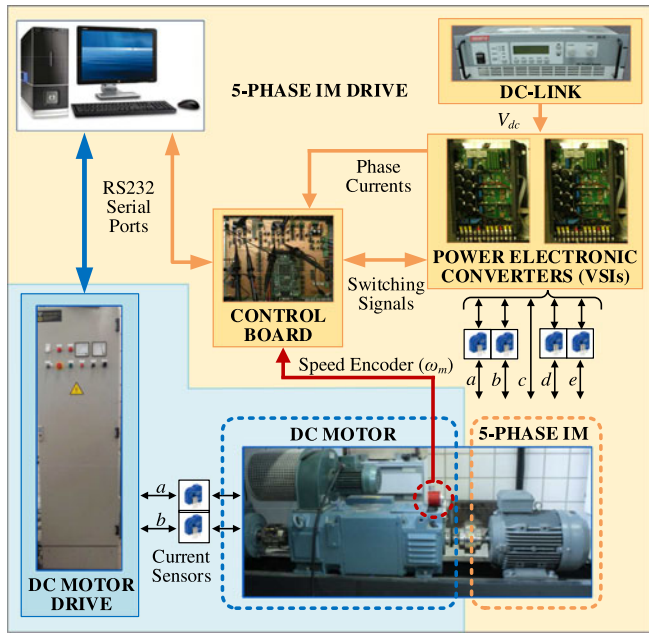 5-PHASE IM DRIVE
DC-LINK
V_dc
Phase
Currents
RS232
Serial
Ports
POWER ELECTRONIC
CONVERTERS (VSIs)
Switching
Signals
CONTROL
BOARD
a b c d e
Speed Encoder (ω_m)
DC MOTOR
5-PHASE IM
a
b
Current
Sensors
DC MOTOR
DRIVE